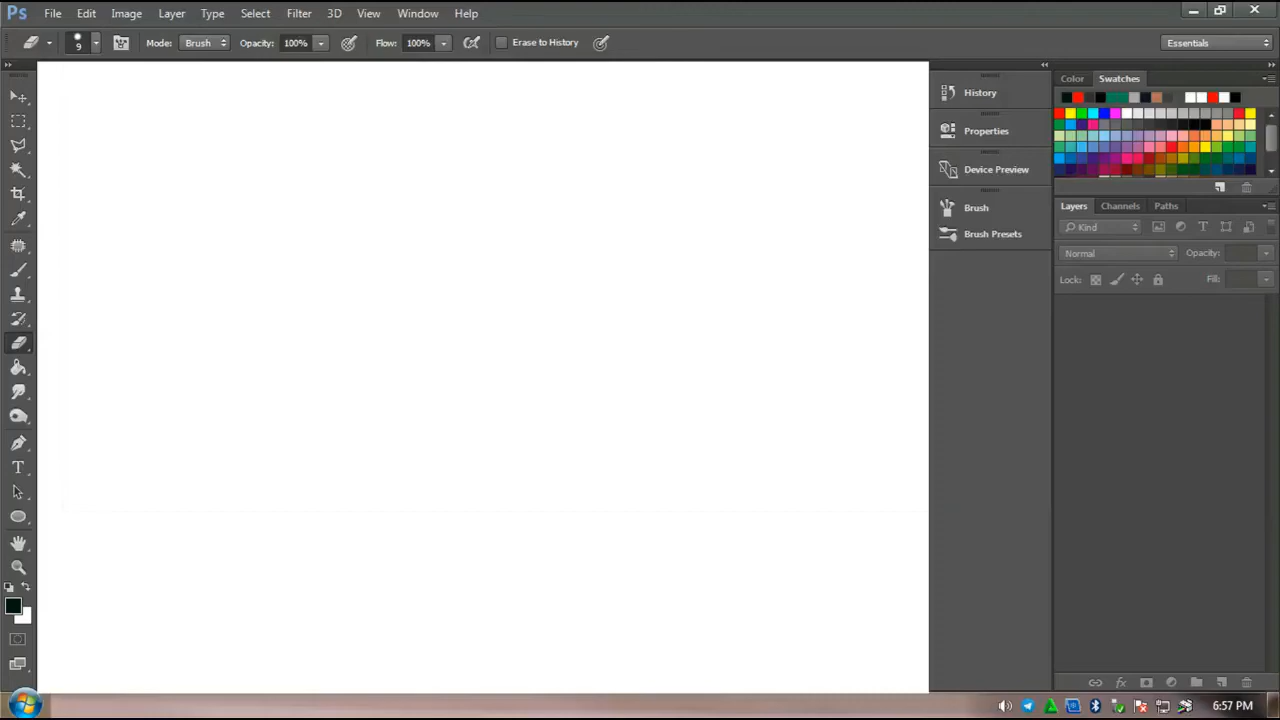 Ps File Edit Image Layer Type Select Filter 3D View Window Help
9 Mode: Brush Opacity: 100% Flow: 100% Erase to History Essentials
History
Properties
Device Preview
Brush
Brush Presets
Color Swatches
Layers Channels Paths
Kind
Normal Opacity:
Lock: Fill:
T
fx
6:57 PM